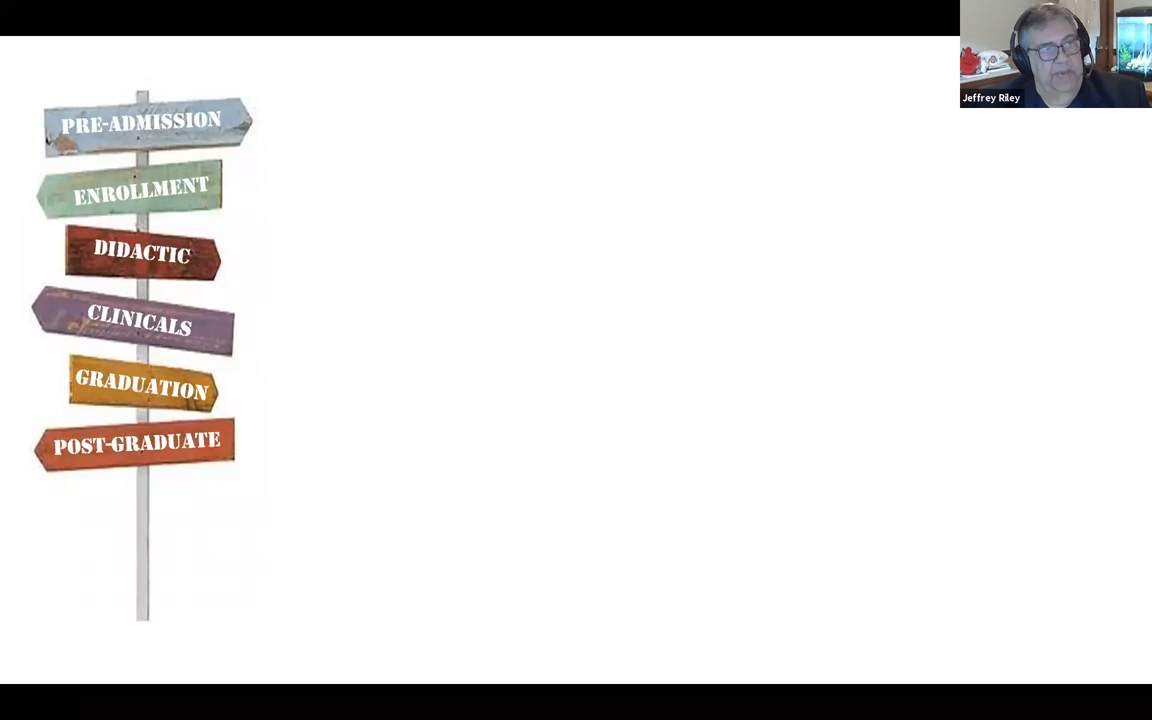 PRE-ADMISSION
ENROLLMENT
DIDACTIC
CLINICALS
GRADUATION
POST-GRADUATE
Jeffrey Riley